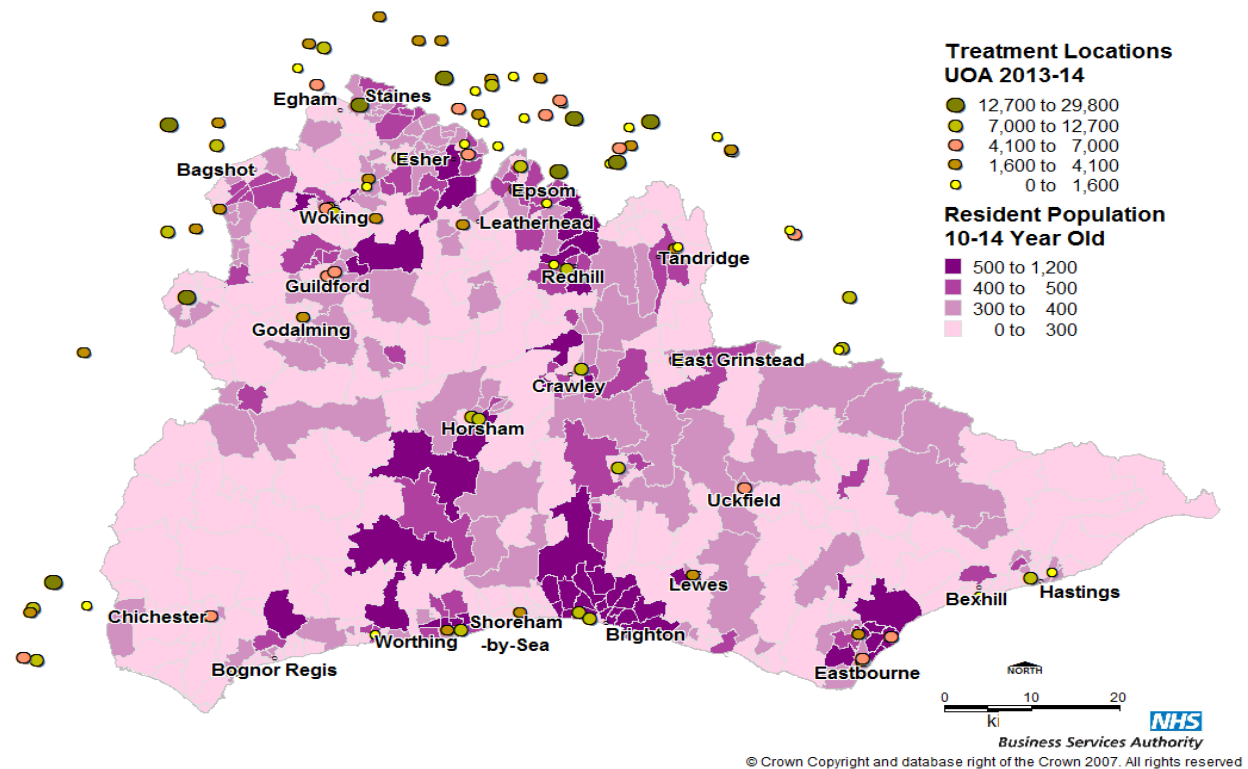 Treatment Locations
UOA 2013-14
12,700 to 29,800
7,000 to 12,700
4,100 to 7,000
1,600 to 4,100
0 to 1,600
Resident Population
10-14 Year Old
500 to 1,200
400 to 500
300 to 400
0 to 300
Egham
Staines
Bagshot
Esher
Epsom
Woking
Leatherhead
Tandridge
Redhill
Guildford
Godalming
East Grinstead
Crawley
Horsham
Uckfield
Lewes
Bexhill
Hastings
Chichester
Shoreham
-by-Sea
Worthing
Brighton
Bognor Regis
Eastbourne
NORTH
0 10 20
ki
NHS
Business Services Authority
© Crown Copyright and database right of the Crown 2007. All rights reserved